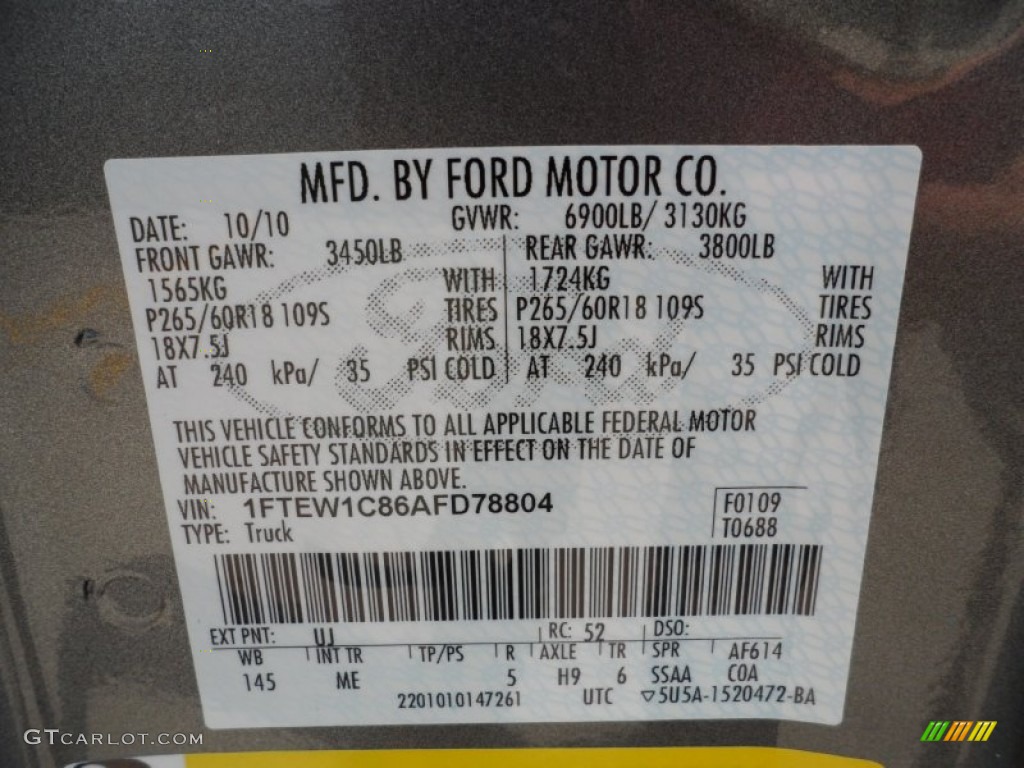 MFD. BY FORD MOTOR CO.
DATE: 10/10 GVWR: 6900LB/ 3130KG
FRONT GAWR: 3450LB REAR GAWR: 3800LB
1565KG WITH 1724KG WITH
P265/60R18 109S TIRES P265/60R18 109S TIRES
18X7.5J RIMS 18X7.5J RIMS
AT 240 kPa/ 35 PSI COLD AT 240 kPa/ 35 PSI COLD
Ford
THIS VEHICLE CONFORMS TO ALL APPLICABLE FEDERAL MOTOR
VEHICLE SAFETY STANDARDS IN EFFECT ON THE DATE OF
MANUFACTURE SHOWN ABOVE.
VIN: 1FTEW1C86AFD78804 F0109
TYPE: Truck T0688
EXT PNT: UJ RC: 52 DSO:
WB INT TR TP/PS R AXLE TR SPR AF614
145 ME 5 H9 6 SSAA COA
2201010147261 UTC ▽5U5A-1520472-BA
GTCARLOT.COM